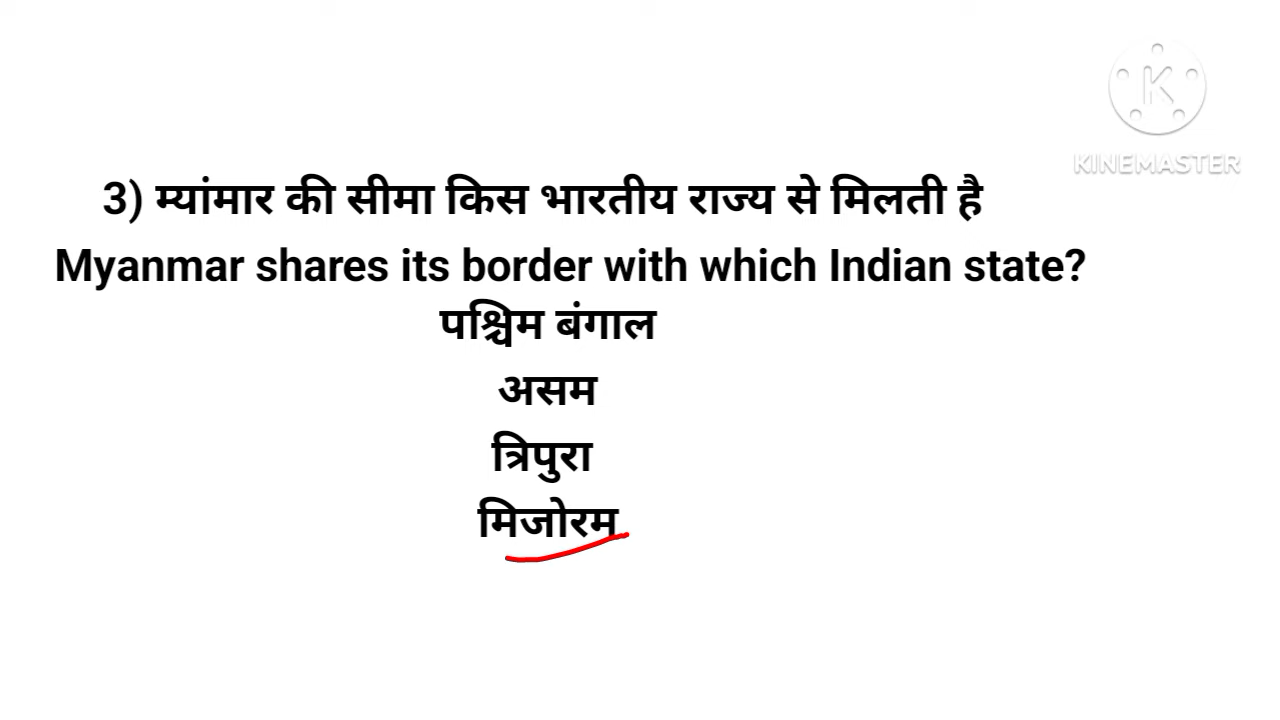 KINEMASTER
3) म्यांमार की सीमा किस भारतीय राज्य से मिलती है
Myanmar shares its border with which Indian state?
पश्चिम बंगाल
असम
त्रिपुरा
मिजोरम